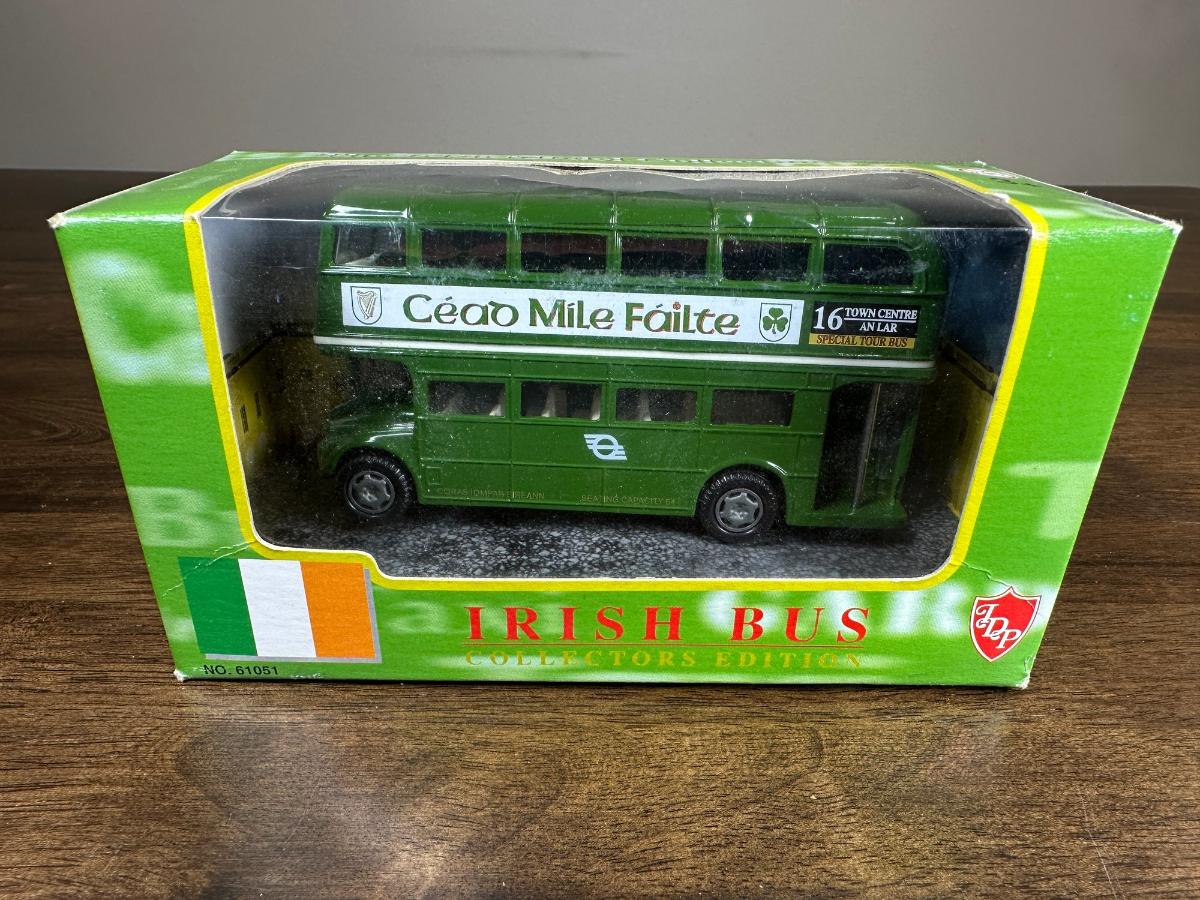 Céad Míle Fáilte
16 TOWN CENTRE
AN LAR
SPECIAL TOUR BUS
CORAS IOMPAIR EIREANN
SEATING CAPACITY 64
IRISH BUS
COLLECTORS EDITION
TDP
NO. 61051